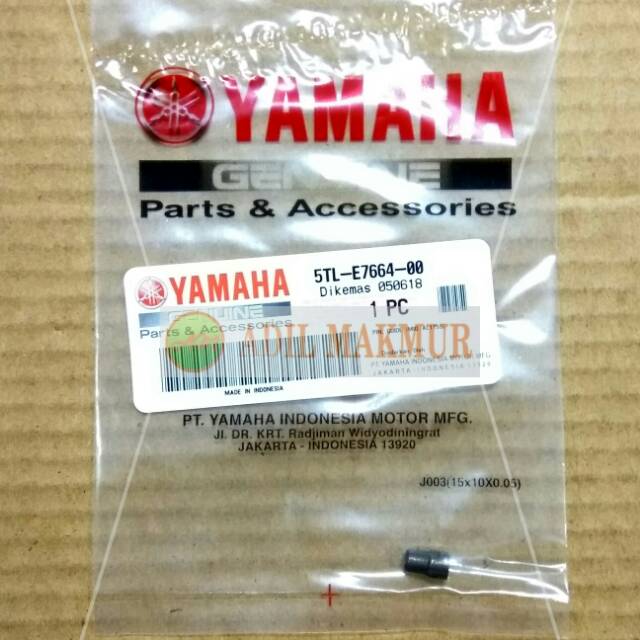 YAMAHA
GENUINE
Parts & Accessories
YAMAHA
5TL-E7664-00
Dikemas 050618
GENUINE
1 PC
Parts & Accessories
ADIL MAKMUR
PT. YAMAHA INDONESIA MOTOR MFG.
JAKARTA - INDONESIA 13920
MADE IN INDONESIA
PT. YAMAHA INDONESIA MOTOR MFG.
Jl. DR. KRT. Radjiman Widyodiningrat
JAKARTA - INDONESIA 13920
J003(15x10X0.05)